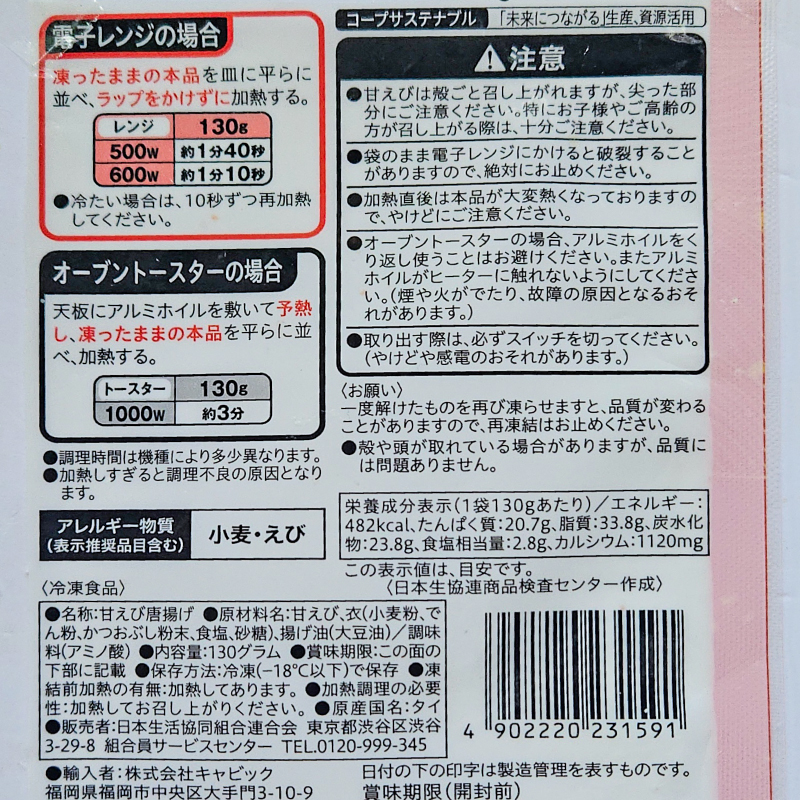 電子レンジの場合
凍ったままの本品を皿に平らに
並べ、ラップをかけずに加熱する。
レンジ 130g
500W 約1分40秒
600W 約1分10秒
●冷たい場合は、10秒ずつ再加熱
してください。
オーブントースターの場合
天板にアルミホイルを敷いて予熱
し、凍ったままの本品を平らに並
べ、加熱する。
トースター 130g
1000W 約3分
●調理時間は機種により多少異なります。
●加熱しすぎると調理不良の原因となり
ます。
アレルギー物質
(表示推奨品目含む)
小麦・えび
コープサステナブル 「未来につながる」生産、資源活用
注意
●甘えびは殻ごと召し上がれますが、尖った部
分にご注意ください。特にお子様やご高齢の
方が召し上がる際は、十分ご注意ください。
●袋のまま電子レンジにかけると破裂すること
がありますので、絶対にお止めください。
●加熱直後は本品が大変熱くなっておりますの
で、やけどにご注意ください。
●オーブントースターの場合、アルミホイルをく
り返し使うことはお避けください。またアルミ
ホイルがヒーターに触れないようにしてくださ
い。(煙や火がでたり、故障の原因となるおそ
れがあります。)
●取り出す際は、必ずスイッチを切ってください。
(やけどや感電のおそれがあります。)
〈お願い〉
一度解けたものを再び凍らせますと、品質が変わる
ことがありますので、再凍結はお止めください。
●殻や頭が取れている場合がありますが、品質に
は問題ありません。
栄養成分表示(1袋130gあたり)／エネルギー:
482kcal、たんぱく質:20.7g、脂質:33.8g、炭水化
物:23.8g、食塩相当量:2.8g、カルシウム:1120mg
この表示値は、目安です。
〈日本生協連商品検査センター作成〉
〈冷凍食品〉
●名称:甘えび唐揚げ ●原材料名:甘えび、衣(小麦粉、で
ん粉、かつおぶし粉末、食塩、砂糖)、揚げ油(大豆油)／調味
料(アミノ酸) ●内容量:130グラム ●賞味期限:この面の
下部に記載 ●保存方法:冷凍(−18℃以下)で保存 ●凍
結前加熱の有無:加熱してあります。 ●加熱調理の必要
性:加熱してお召し上がりください。 ●原産国名:タイ
●販売者:日本生活協同組合連合会 東京都渋谷区渋谷
3-29-8 組合員サービスセンター TEL.0120-999-345
●輸入者:株式会社キャビック
福岡県福岡市中央区大手門3-10-9
4 902220 231591
日付の下の印字は製造管理を表すものです。
賞味期限(開封前)